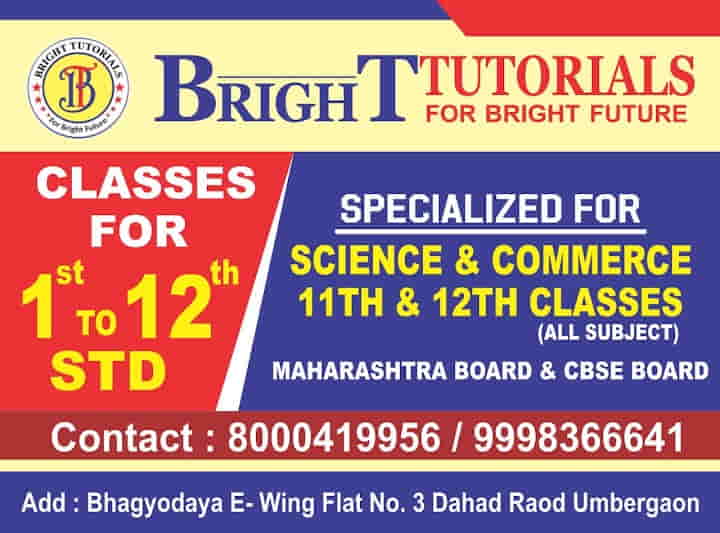 BRIGHT TUTORIALS
BT
For Bright Future
BRIGHT TUTORIALS
FOR BRIGHT FUTURE
CLASSES
FOR
1st TO 12th
STD
SPECIALIZED FOR
SCIENCE & COMMERCE
11TH & 12TH CLASSES
(ALL SUBJECT)
MAHARASHTRA BOARD & CBSE BOARD
Contact : 8000419956 / 9998366641
Add : Bhagyodaya E- Wing Flat No. 3 Dahad Raod Umbergaon